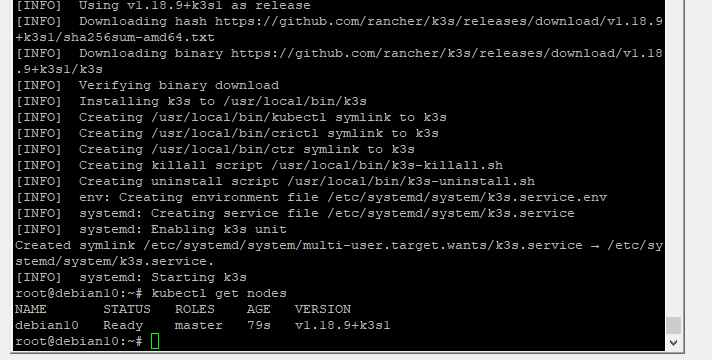 [INFO]  Using v1.18.9+k3s1 as release
[INFO]  Downloading hash https://github.com/rancher/k3s/releases/download/v1.18.9
+k3s1/sha256sum-amd64.txt
[INFO]  Downloading binary https://github.com/rancher/k3s/releases/download/v1.18
.9+k3s1/k3s
[INFO]  Verifying binary download
[INFO]  Installing k3s to /usr/local/bin/k3s
[INFO]  Creating /usr/local/bin/kubectl symlink to k3s
[INFO]  Creating /usr/local/bin/crictl symlink to k3s
[INFO]  Creating /usr/local/bin/ctr symlink to k3s
[INFO]  Creating killall script /usr/local/bin/k3s-killall.sh
[INFO]  Creating uninstall script /usr/local/bin/k3s-uninstall.sh
[INFO]  env: Creating environment file /etc/systemd/system/k3s.service.env
[INFO]  systemd: Creating service file /etc/systemd/system/k3s.service
[INFO]  systemd: Enabling k3s unit
Created symlink /etc/systemd/system/multi-user.target.wants/k3s.service → /etc/sy
stemd/system/k3s.service.
[INFO]  systemd: Starting k3s
root@debian10:~# kubectl get nodes
NAME       STATUS   ROLES    AGE   VERSION
debian10   Ready    master   79s   v1.18.9+k3s1
root@debian10:~#